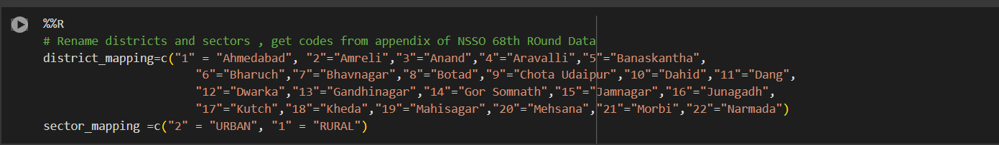 %%R
# Rename districts and sectors , get codes from appendix of NSSO 68th ROund Data
district_mapping=c("1" = "Ahmedabad", "2"="Amreli","3"="Anand","4"="Aravalli","5"="Banaskantha",
"6"="Bharuch","7"="Bhavnagar","8"="Botad","9"="Chota Udaipur","10"="Dahid","11"="Dang",
"12"="Dwarka","13"="Gandhinagar","14"="Gor Somnath","15"="Jamnagar","16"="Junagadh",
"17"="Kutch","18"="Kheda","19"="Mahisagar","20"="Mehsana","21"="Morbi","22"="Narmada")
sector_mapping =c("2" = "URBAN", "1" = "RURAL")